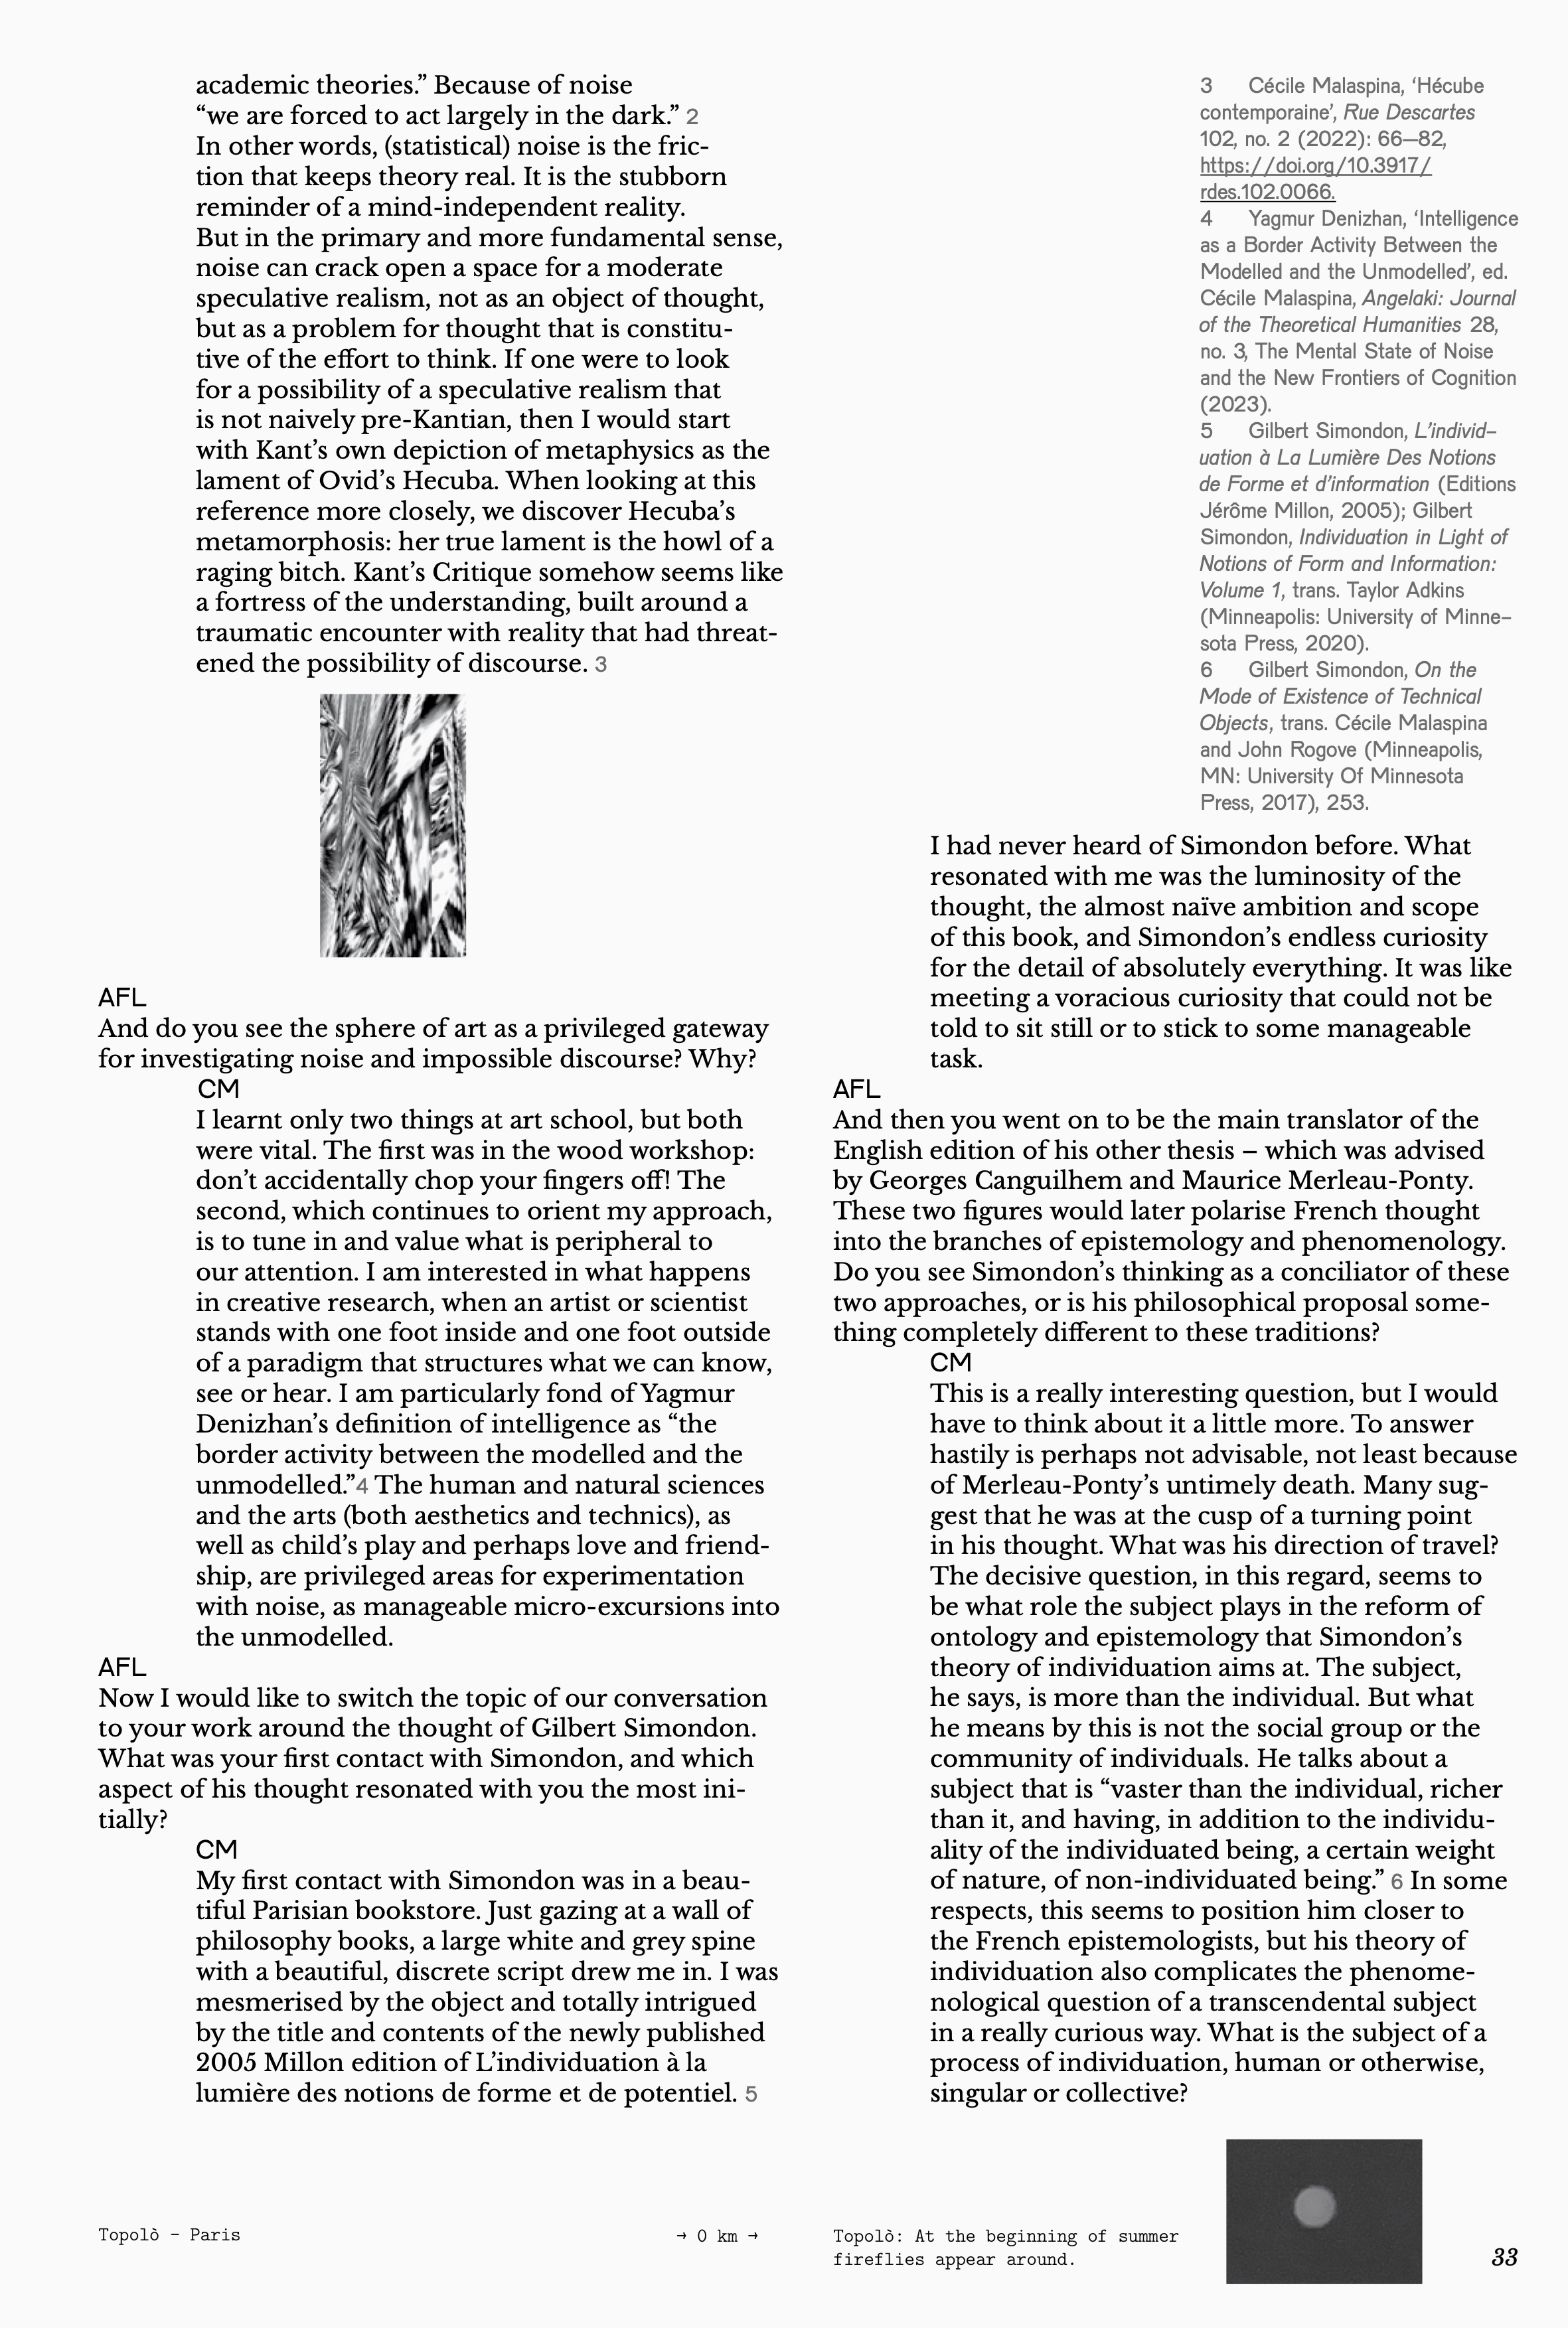 academic theories.” Because of noise
“we are forced to act largely in the dark.” 2
In other words, (statistical) noise is the fric-
tion that keeps theory real. It is the stubborn
reminder of a mind-independent reality.
But in the primary and more fundamental sense,
noise can crack open a space for a moderate
speculative realism, not as an object of thought,
but as a problem for thought that is constitu-
tive of the effort to think. If one were to look
for a possibility of a speculative realism that
is not naively pre-Kantian, then I would start
with Kant’s own depiction of metaphysics as the
lament of Ovid’s Hecuba. When looking at this
reference more closely, we discover Hecuba’s
metamorphosis: her true lament is the howl of a
raging bitch. Kant’s Critique somehow seems like
a fortress of the understanding, built around a
traumatic encounter with reality that had threat-
ened the possibility of discourse. 3
AFL
And do you see the sphere of art as a privileged gateway
for investigating noise and impossible discourse? Why?
CM
I learnt only two things at art school, but both
were vital. The first was in the wood workshop:
don’t accidentally chop your fingers off! The
second, which continues to orient my approach,
is to tune in and value what is peripheral to
our attention. I am interested in what happens
in creative research, when an artist or scientist
stands with one foot inside and one foot outside
of a paradigm that structures what we can know,
see or hear. I am particularly fond of Yagmur
Denizhan’s definition of intelligence as “the
border activity between the modelled and the
unmodelled.”4 The human and natural sciences
and the arts (both aesthetics and technics), as
well as child’s play and perhaps love and friend-
ship, are privileged areas for experimentation
with noise, as manageable micro-excursions into
the unmodelled.
AFL
Now I would like to switch the topic of our conversation
to your work around the thought of Gilbert Simondon.
What was your first contact with Simondon, and which
aspect of his thought resonated with you the most ini-
tially?
CM
My first contact with Simondon was in a beau-
tiful Parisian bookstore. Just gazing at a wall of
philosophy books, a large white and grey spine
with a beautiful, discrete script drew me in. I was
mesmerised by the object and totally intrigued
by the title and contents of the newly published
2005 Millon edition of L’individuation à la
lumière des notions de forme et de potentiel. 5
3 Cécile Malaspina, ‘Hécube
contemporaine’, Rue Descartes
102, no. 2 (2022): 66–82,
https://doi.org/10.3917/
rdes.102.0066.
4 Yagmur Denizhan, ‘Intelligence
as a Border Activity Between the
Modelled and the Unmodelled’, ed.
Cécile Malaspina, Angelaki: Journal
of the Theoretical Humanities 28,
no. 3, The Mental State of Noise
and the New Frontiers of Cognition
(2023).
5 Gilbert Simondon, L’individ-
uation à La Lumière Des Notions
de Forme et d’information (Editions
Jérôme Millon, 2005); Gilbert
Simondon, Individuation in Light of
Notions of Form and Information:
Volume 1, trans. Taylor Adkins
(Minneapolis: University of Minne-
sota Press, 2020).
6 Gilbert Simondon, On the
Mode of Existence of Technical
Objects, trans. Cécile Malaspina
and John Rogove (Minneapolis,
MN: University Of Minnesota
Press, 2017), 253.
I had never heard of Simondon before. What
resonated with me was the luminosity of the
thought, the almost naïve ambition and scope
of this book, and Simondon’s endless curiosity
for the detail of absolutely everything. It was like
meeting a voracious curiosity that could not be
told to sit still or to stick to some manageable
task.
AFL
And then you went on to be the main translator of the
English edition of his other thesis – which was advised
by Georges Canguilhem and Maurice Merleau-Ponty.
These two figures would later polarise French thought
into the branches of epistemology and phenomenology.
Do you see Simondon’s thinking as a conciliator of these
two approaches, or is his philosophical proposal some-
thing completely different to these traditions?
CM
This is a really interesting question, but I would
have to think about it a little more. To answer
hastily is perhaps not advisable, not least because
of Merleau-Ponty’s untimely death. Many sug-
gest that he was at the cusp of a turning point
in his thought. What was his direction of travel?
The decisive question, in this regard, seems to
be what role the subject plays in the reform of
ontology and epistemology that Simondon’s
theory of individuation aims at. The subject,
he says, is more than the individual. But what
he means by this is not the social group or the
community of individuals. He talks about a
subject that is “vaster than the individual, richer
than it, and having, in addition to the individu-
ality of the individuated being, a certain weight
of nature, of non-individuated being.” 6 In some
respects, this seems to position him closer to
the French epistemologists, but his theory of
individuation also complicates the phenome-
nological question of a transcendental subject
in a really curious way. What is the subject of a
process of individuation, human or otherwise,
singular or collective?
Topolò – Paris
→ 0 km →
Topolò: At the beginning of summer
fireflies appear around.
33